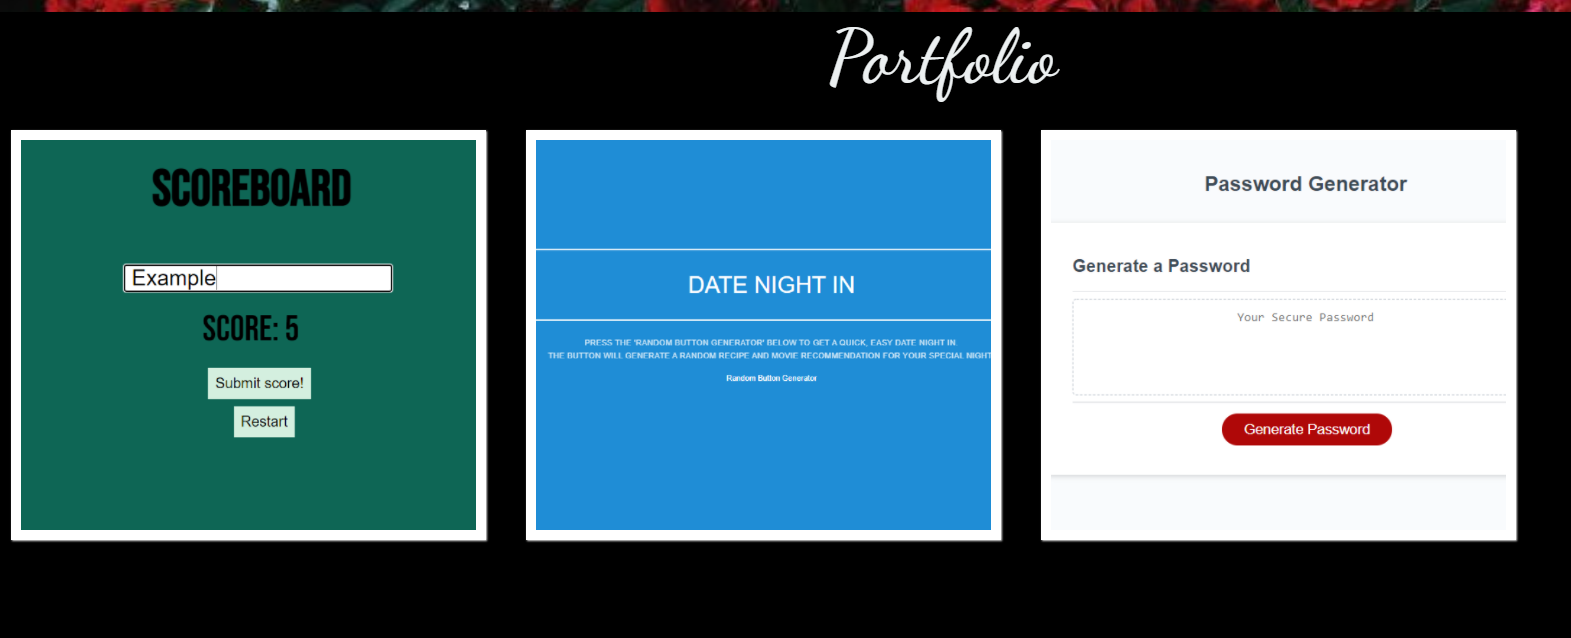 Portfolio
SCOREBOARD
Example
SCORE: 5
Submit score!
Restart
DATE NIGHT IN
PRESS THE 'RANDOM BUTTON GENERATOR' BELOW TO GET A QUICK, EASY DATE NIGHT IN.
THE BUTTON WILL GENERATE A RANDOM RECIPE AND MOVIE RECOMMENDATION FOR YOUR SPECIAL NIGHT
Random Button Generator
Password Generator
Generate a Password
Your Secure Password
Generate Password